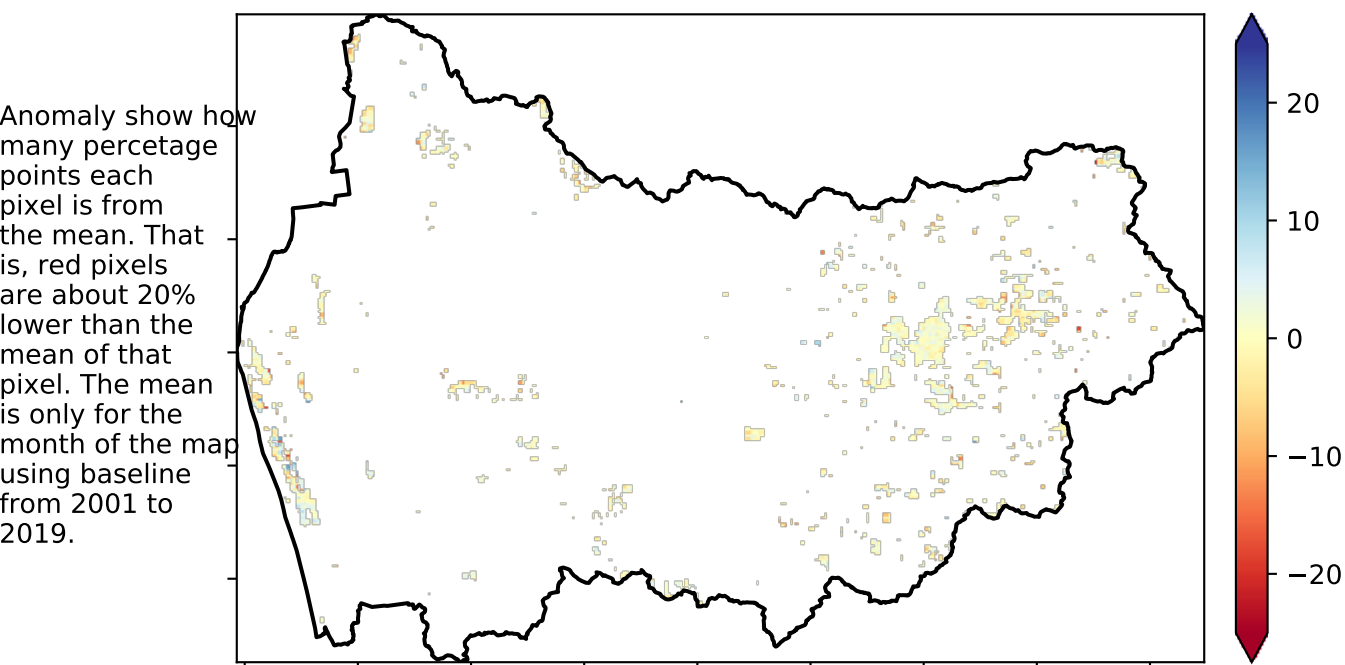 Anomaly show how
many percetage
points each
pixel is from
the mean. That
is, red pixels
are about 20%
lower than the
mean of that
pixel. The mean
is only for the
month of the map
using baseline
from 2001 to
2019.
20
10
0
−10
−20